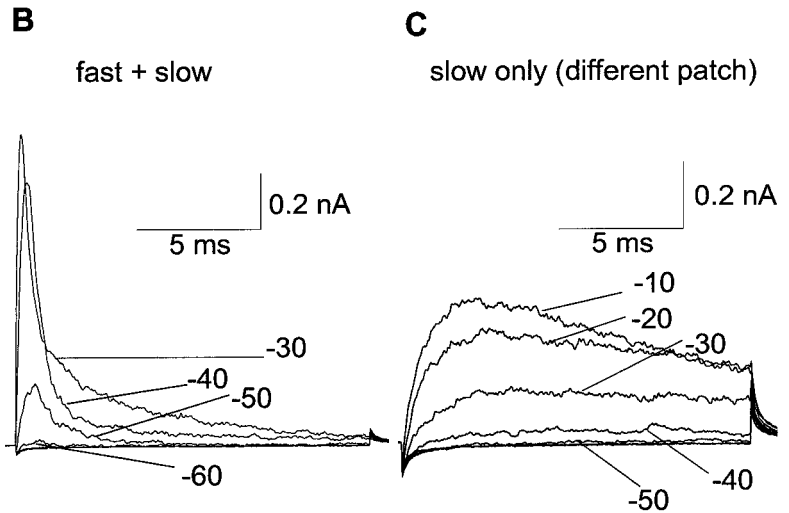 B
fast + slow
0.2 nA
5 ms
-30
-40
-50
-60
C
slow only (different patch)
0.2 nA
5 ms
-10
-20
-30
-40
-50